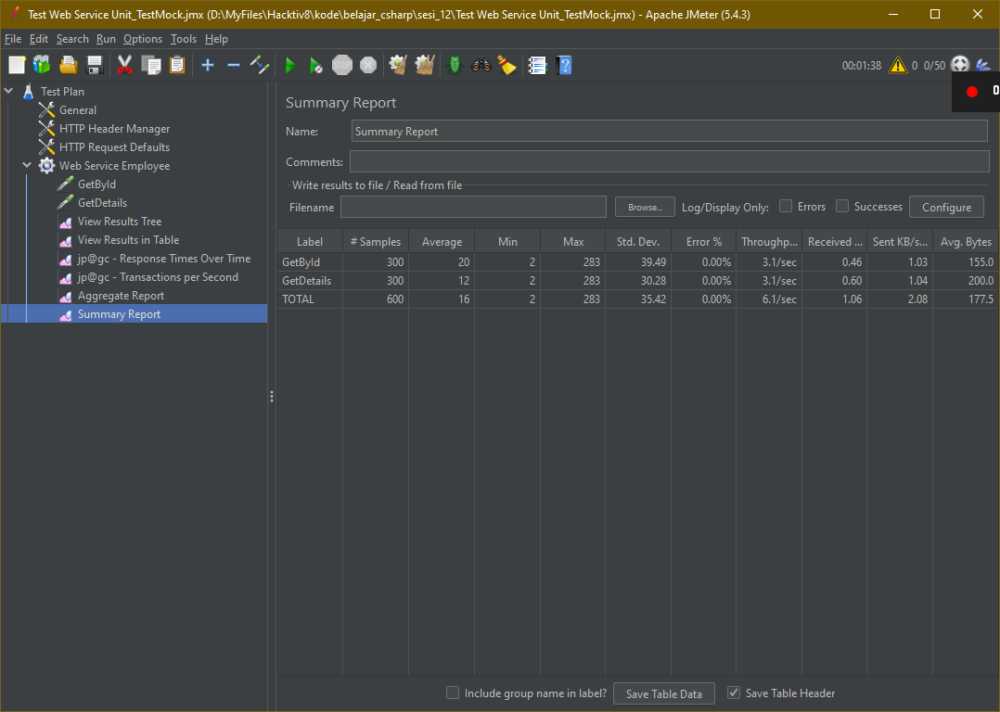 Test Web Service Unit_TestMock.jmx (D:\MyFiles\Hacktiv8\kode\belajar_csharp\sesi_12\Test Web Service Unit_TestMock.jmx) - Apache JMeter (5.4.3)
File Edit Search Run Options Tools Help
STOP 00:01:38 0 0/50
0
Test Plan
General
HTTP Header Manager
HTTP Request Defaults
Web Service Employee
GetById
GetDetails
View Results Tree
View Results in Table
jp@gc - Response Times Over Time
jp@gc - Transactions per Second
Aggregate Report
Summary Report
Summary Report
Name: Summary Report
Comments:
Write results to file / Read from file
Filename Browse... Log/Display Only: Errors Successes Configure
Label # Samples Average Min Max Std. Dev. Error % Throughp... Received ... Sent KB/s... Avg. Bytes
GetById 300 20 2 283 39.49 0.00% 3.1/sec 0.46 1.03 155.0
GetDetails 300 12 2 283 30.28 0.00% 3.1/sec 0.60 1.04 200.0
TOTAL 600 16 2 283 35.42 0.00% 6.1/sec 1.06 2.08 177.5
Include group name in label? Save Table Data Save Table Header